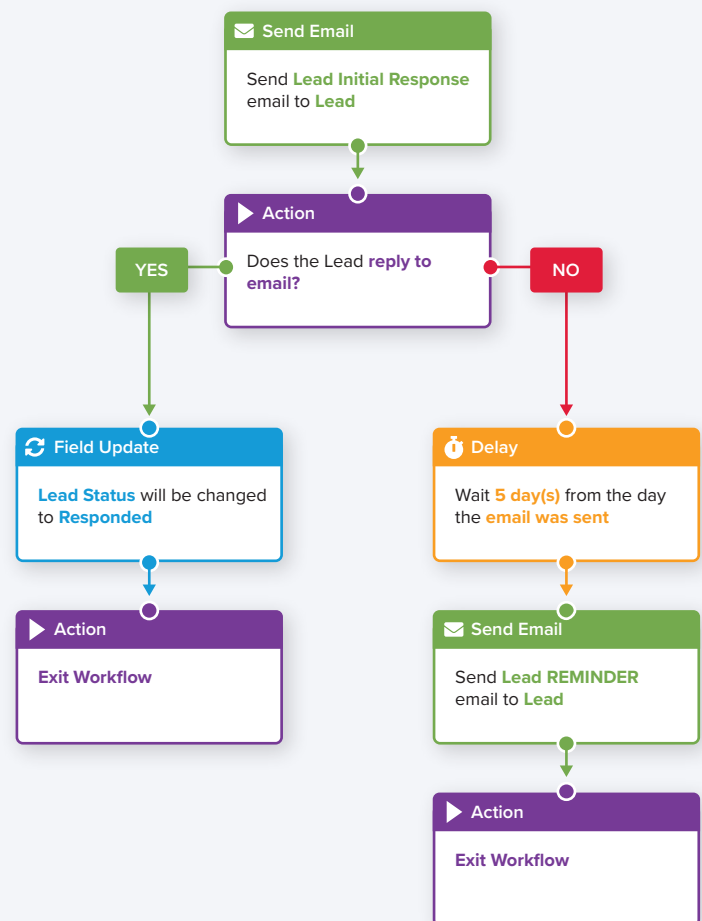 Send Email
Send Lead Initial Response
email to Lead
Action
Does the Lead reply to
email?
YES
NO
Field Update
Lead Status will be changed
to Responded
Action
Exit Workflow
Delay
Wait 5 day(s) from the day
the email was sent
Send Email
Send Lead REMINDER
email to Lead
Action
Exit Workflow